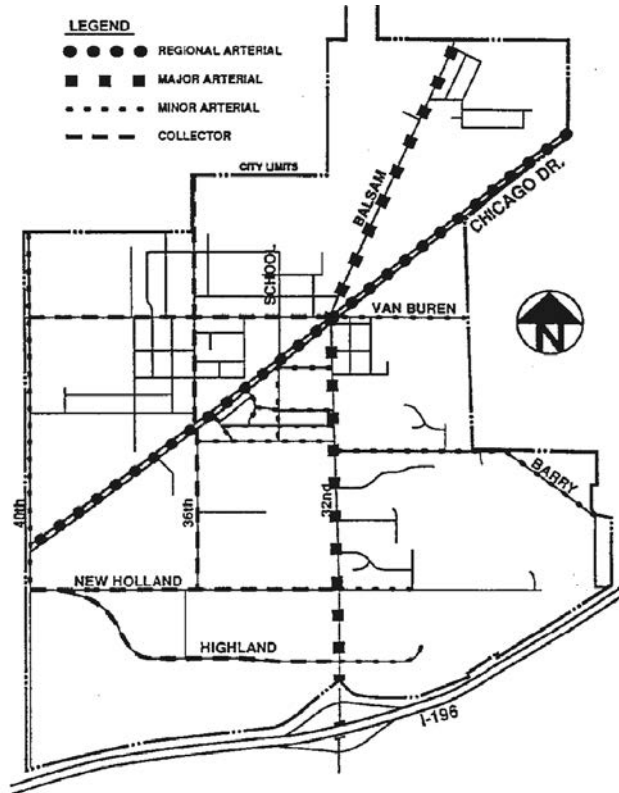 LEGEND
REGIONAL ARTERIAL
MAJOR ARTERIAL
MINOR ARTERIAL
COLLECTOR
CITY LIMITS
BALSAM
CHICAGO DR.
SCHOOL
VAN BUREN
N
BARRY
40th
36th
32nd
NEW HOLLAND
HIGHLAND
I-196